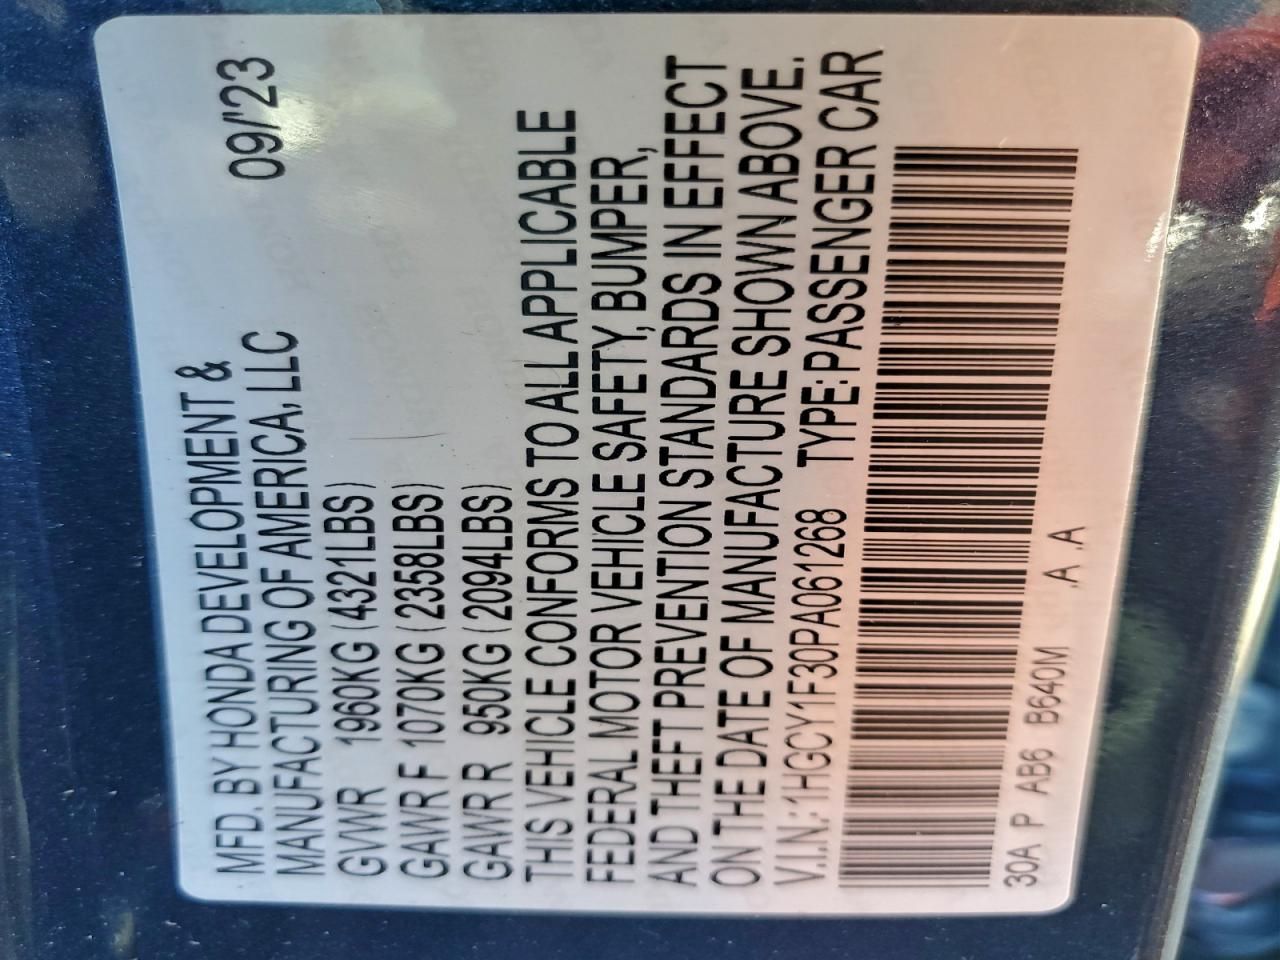 MFD. BY HONDA DEVELOPMENT & 09/'23
MANUFACTURING OF AMERICA, LLC
GVWR 1960KG (4321LBS)
GAWR F 1070KG (2358LBS)
GAWR R 950KG (2094LBS)
THIS VEHICLE CONFORMS TO ALL APPLICABLE
FEDERAL MOTOR VEHICLE SAFETY, BUMPER,
AND THEFT PREVENTION STANDARDS IN EFFECT
ON THE DATE OF MANUFACTURE SHOWN ABOVE.
V.I.N.: 1HGCY1F30PA061268 TYPE: PASSENGER CAR
30A P AB6 B640M .A .A